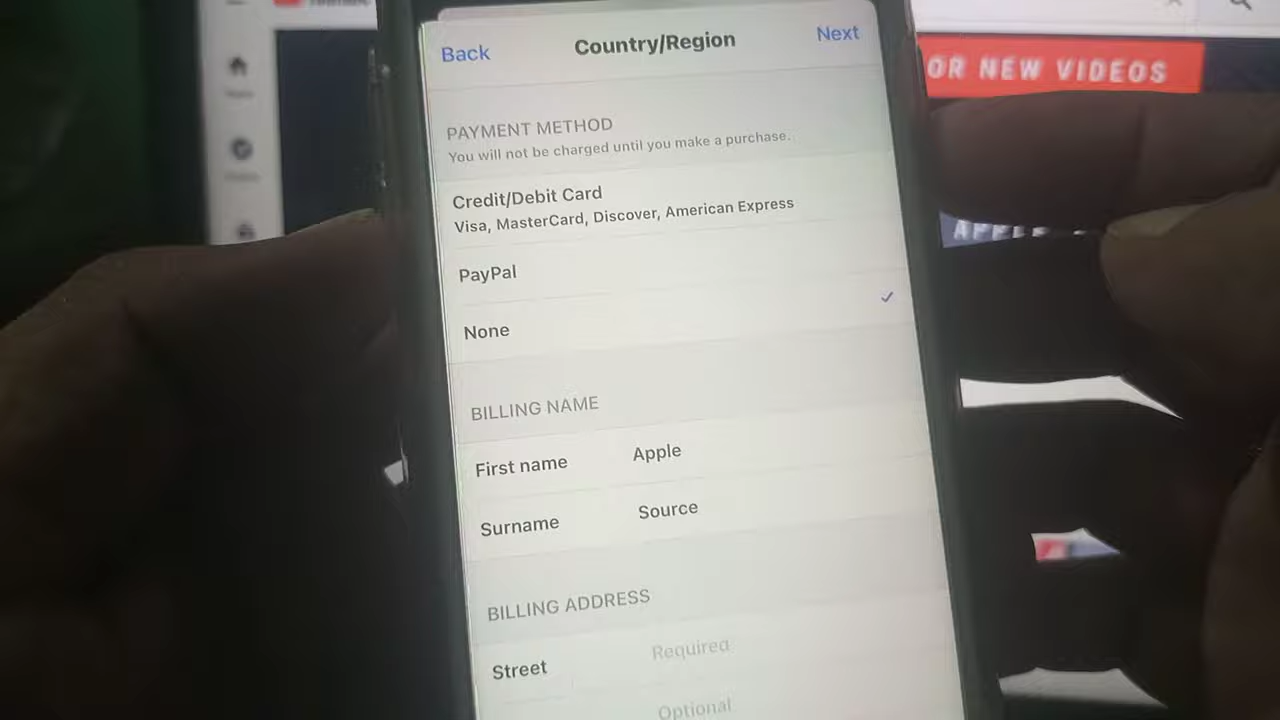 Back
Country/Region
Next
PAYMENT METHOD
You will not be charged until you make a purchase.
Credit/Debit Card
Visa, MasterCard, Discover, American Express
PayPal
None
BILLING NAME
First name Apple
Surname Source
BILLING ADDRESS
Street Required
Optional
OR NEW VIDEOS
APPLE